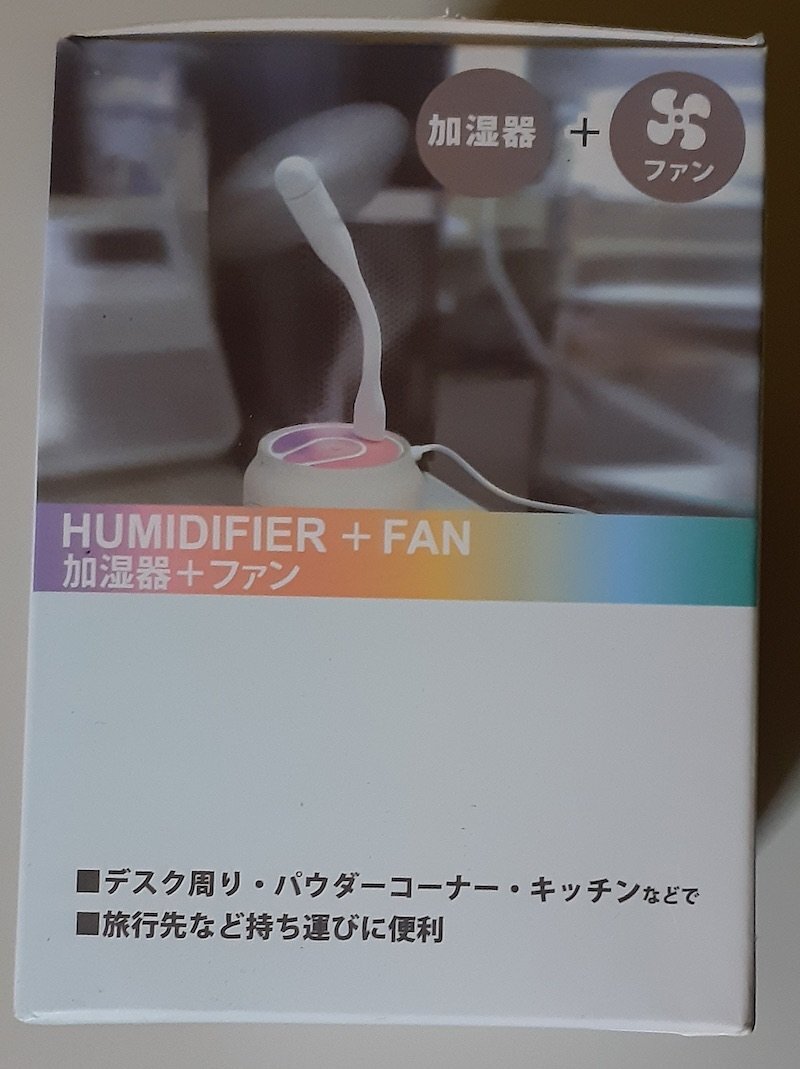 加湿器 + ファン
HUMIDIFIER + FAN
加湿器+ファン
■デスク周り・パウダーコーナー・キッチンなどで
■旅行先など持ち運びに便利